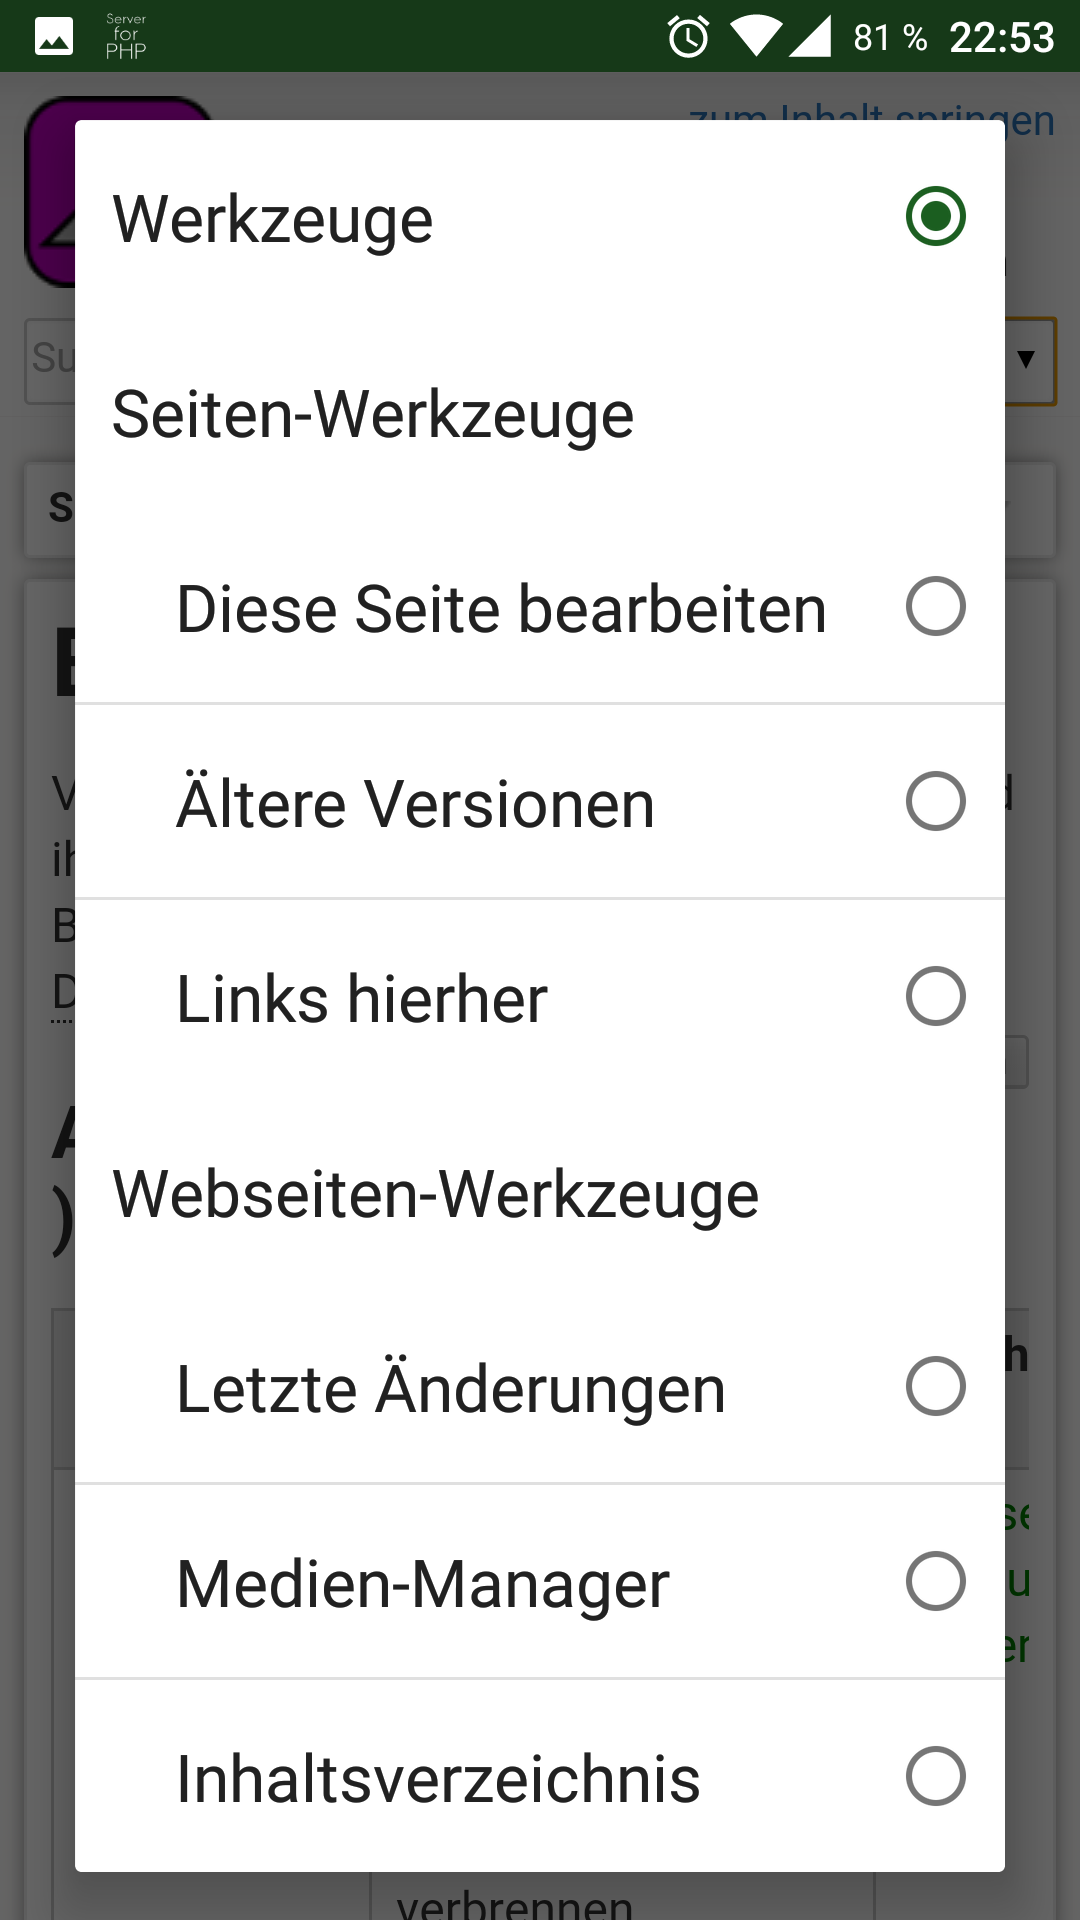 Server
for
PHP
81 % 22:53
zum Inhalt springen
Werkzeuge
Seiten-Werkzeuge
Diese Seite bearbeiten
Ältere Versionen
Links hierher
Webseiten-Werkzeuge
Letzte Änderungen
Medien-Manager
Inhaltsverzeichnis
verbrennen